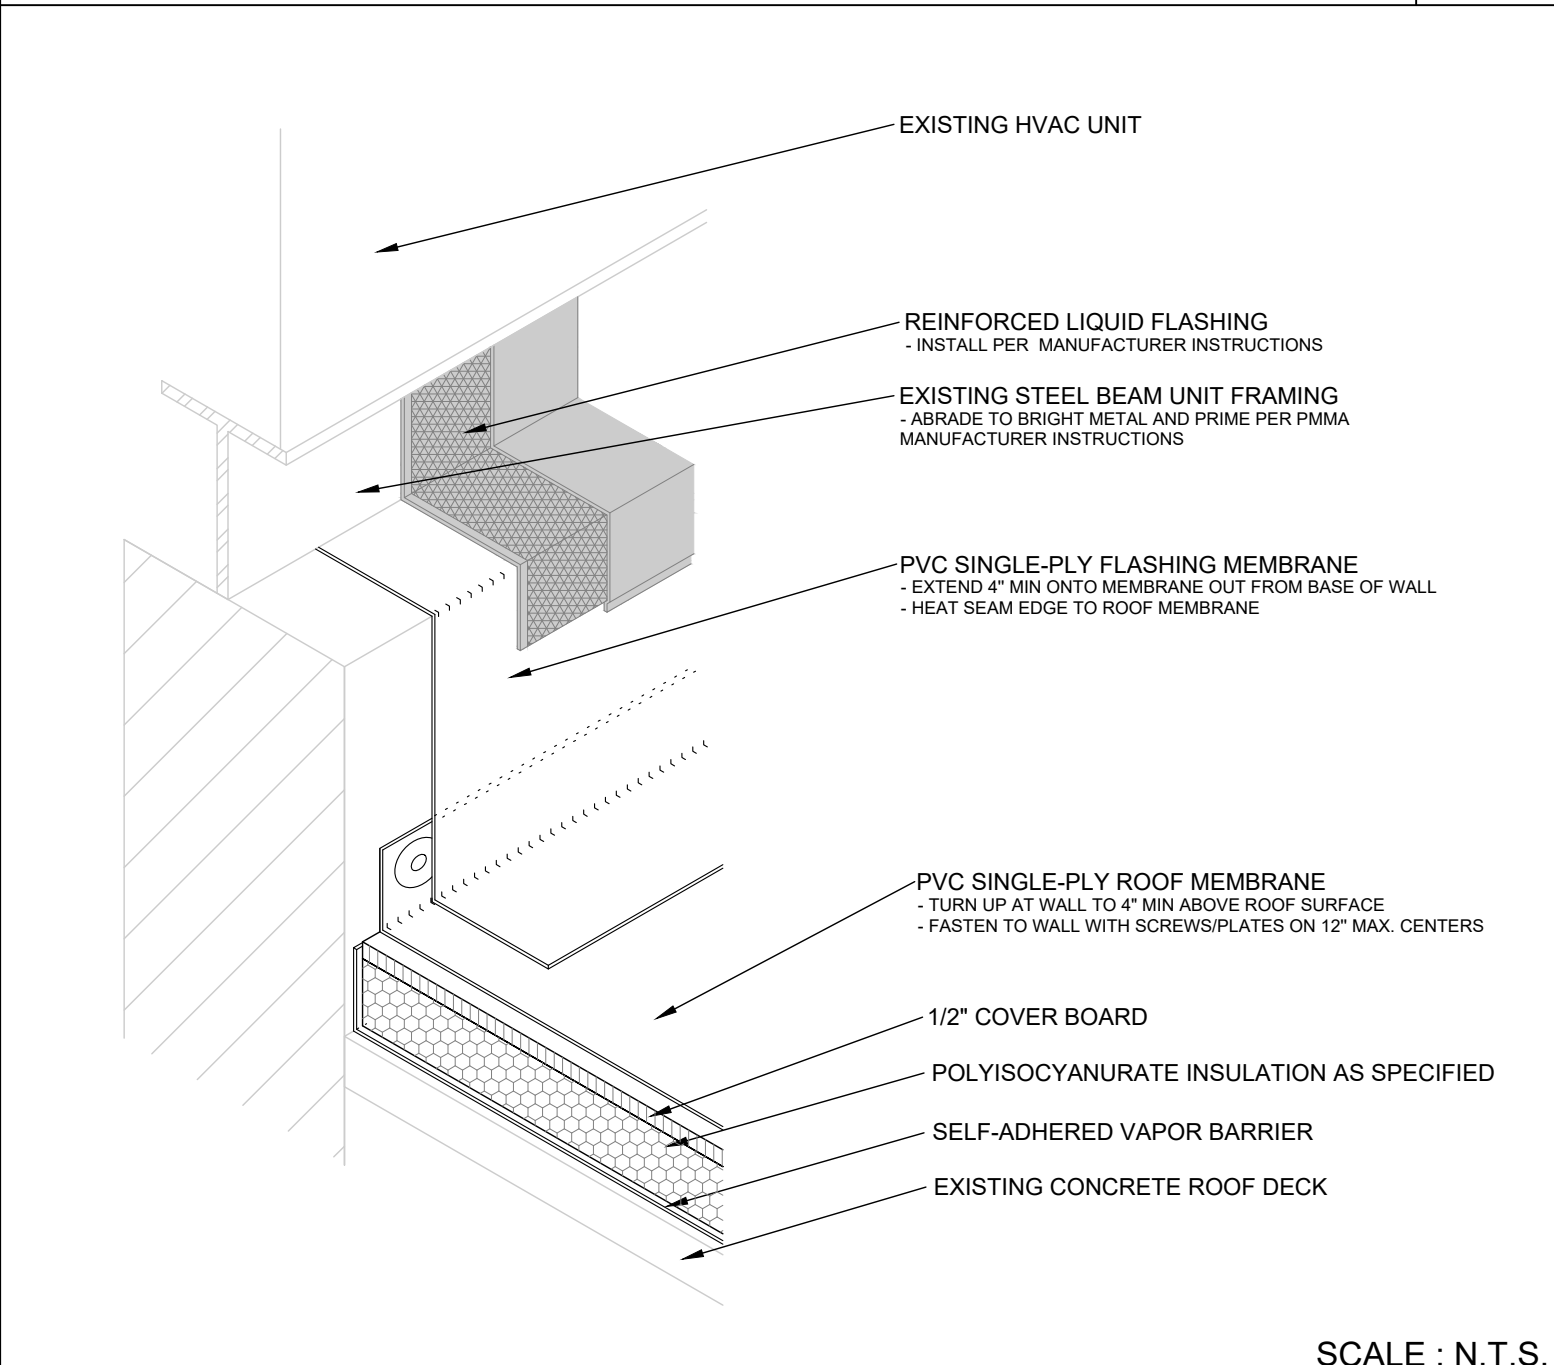 EXISTING HVAC UNIT
REINFORCED LIQUID FLASHING
- INSTALL PER MANUFACTURER INSTRUCTIONS
EXISTING STEEL BEAM UNIT FRAMING
- ABRADE TO BRIGHT METAL AND PRIME PER PMMA
MANUFACTURER INSTRUCTIONS
PVC SINGLE-PLY FLASHING MEMBRANE
- EXTEND 4" MIN ONTO MEMBRANE OUT FROM BASE OF WALL
- HEAT SEAM EDGE TO ROOF MEMBRANE
PVC SINGLE-PLY ROOF MEMBRANE
- TURN UP AT WALL TO 4" MIN ABOVE ROOF SURFACE
- FASTEN TO WALL WITH SCREWS/PLATES ON 12" MAX. CENTERS
1/2" COVER BOARD
POLYISOCYANURATE INSULATION AS SPECIFIED
SELF-ADHERED VAPOR BARRIER
EXISTING CONCRETE ROOF DECK
SCALE : N.T.S.